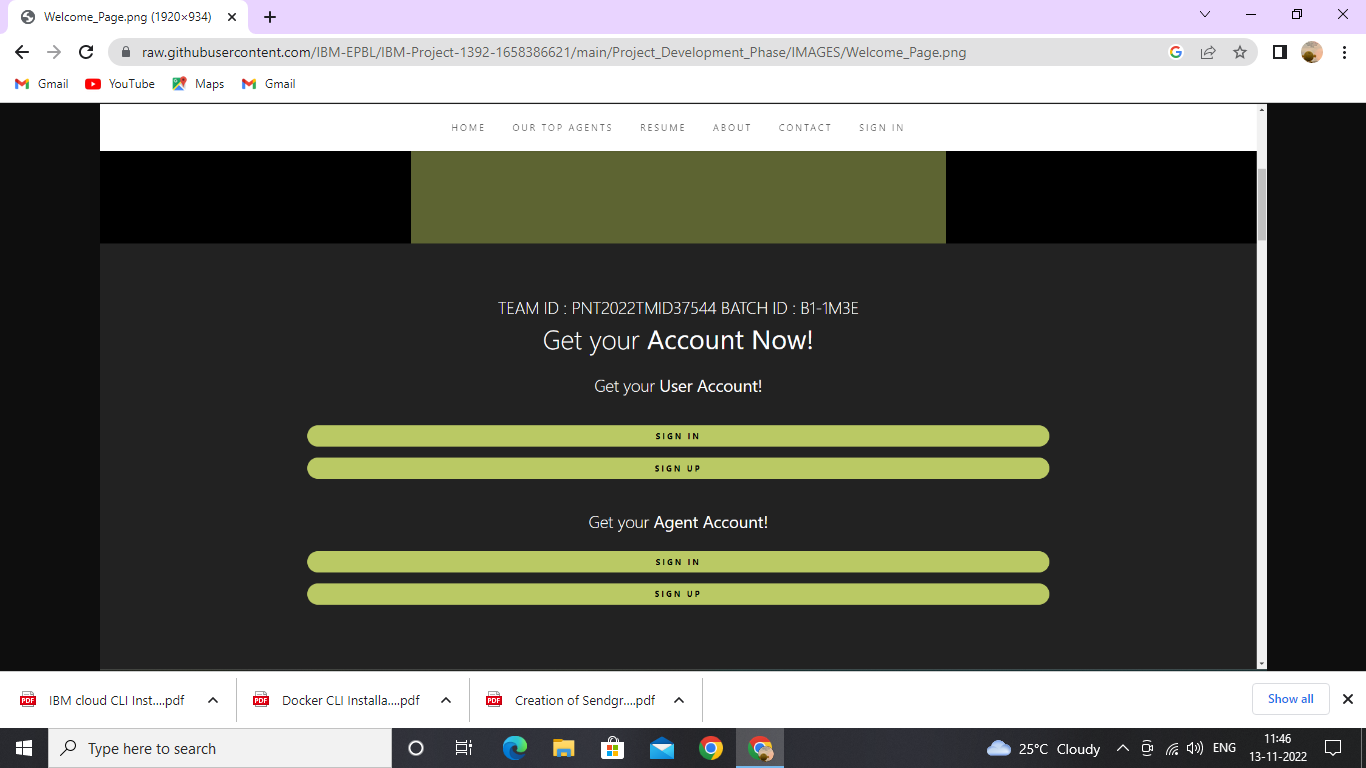 Welcome_Page.png (1920×934)
raw.githubusercontent.com/IBM-EPBL/IBM-Project-1392-1658386621/main/Project_Development_Phase/IMAGES/Welcome_Page.png
Gmail YouTube Maps Gmail
HOME OUR TOP AGENTS RESUME ABOUT CONTACT SIGN IN
TEAM ID : PNT2022TMID37544 BATCH ID : B1-1M3E
Get your Account Now!
Get your User Account!
SIGN IN
SIGN UP
Get your Agent Account!
SIGN IN
SIGN UP
PDF IBM cloud CLI Inst....pdf PDF Docker CLI Installa....pdf PDF Creation of Sendgr....pdf Show all
Type here to search 25°C Cloudy ENG 11:46
13-11-2022